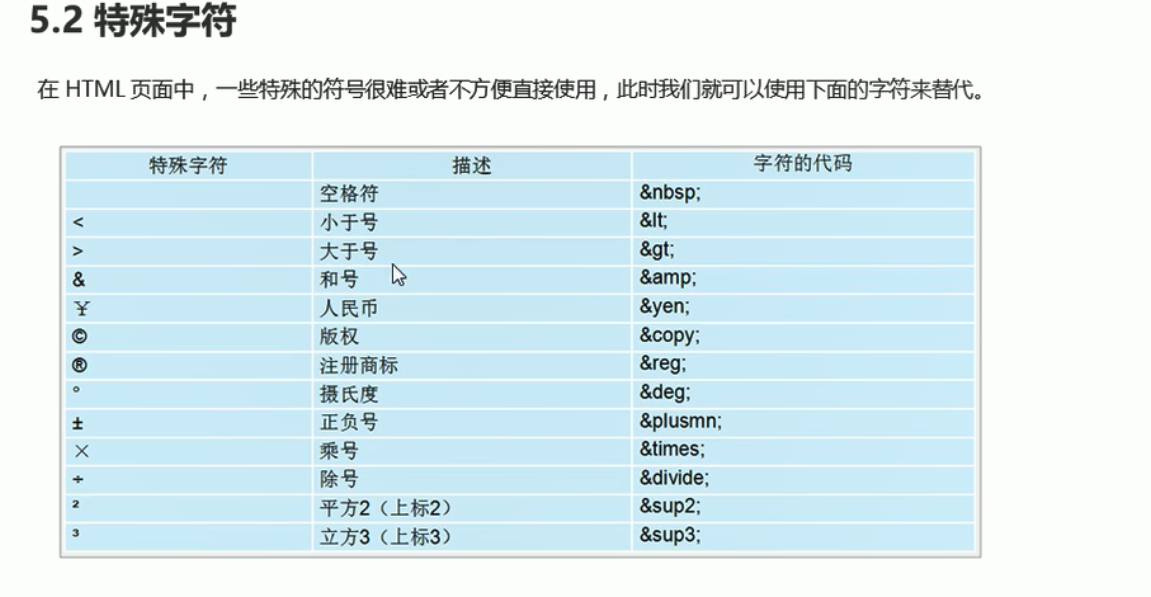 5.2 特殊字符
在 HTML 页面中，一些特殊的符号很难或者不方便直接使用，此时我们就可以使用下面的字符来替代。
特殊字符 描述 字符的代码
空格符 &nbsp;
< 小于号 &lt;
> 大于号 &gt;
& 和号 &amp;
¥ 人民币 &yen;
© 版权 &copy;
® 注册商标 &reg;
° 摄氏度 &deg;
± 正负号 &plusmn;
× 乘号 &times;
÷ 除号 &divide;
² 平方2（上标2） &sup2;
³ 立方3（上标3） &sup3;